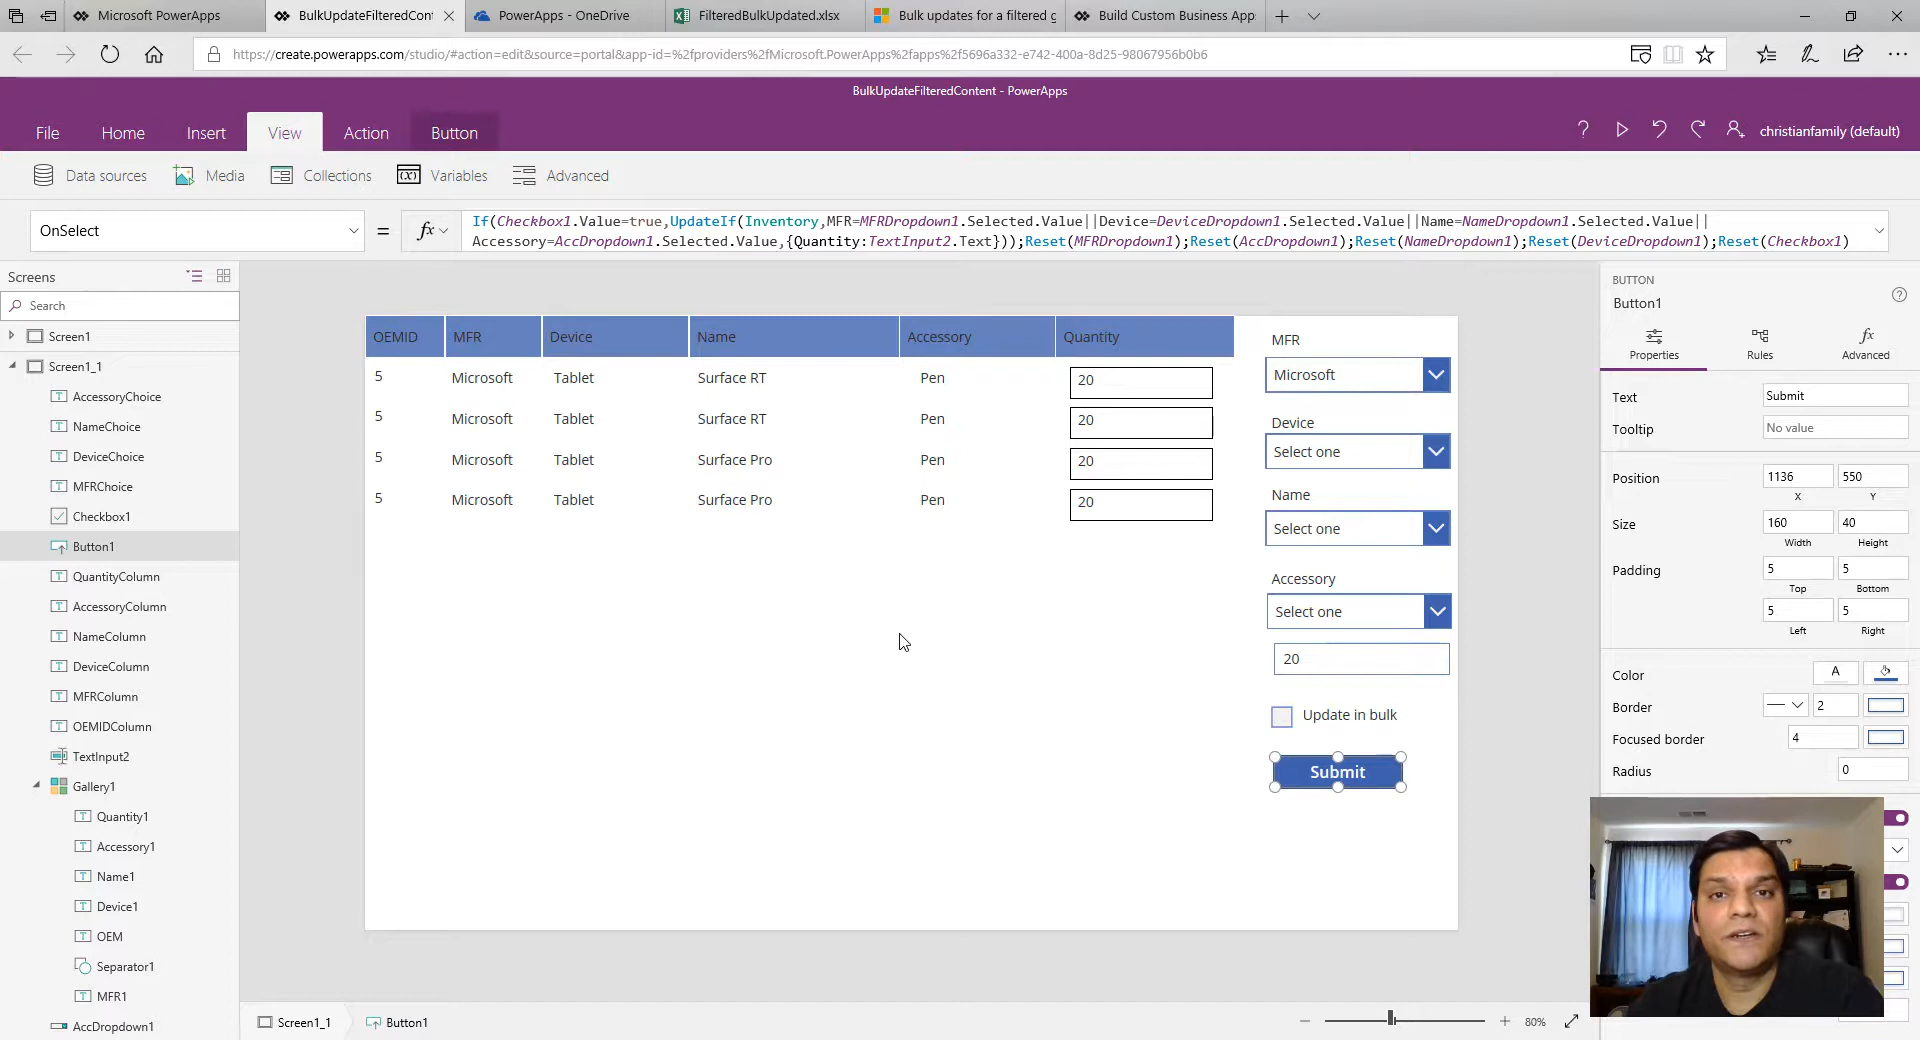 Microsoft PowerApps
BulkUpdateFilteredCont
PowerApps - OneDrive
FilteredBulkUpdated.xlsx
Bulk updates for a filtered g
Build Custom Business App
https://create.powerapps.com/studio/#action=edit&source=portal&app-id=%2fproviders%2fMicrosoft.PowerApps%2fapps%2f5696a332-e742-400a-8d25-98067956b0b6
BulkUpdateFilteredContent - PowerApps
File
Home
Insert
View
Action
Button
christianfamily (default)
Data sources
Media
Collections
(x) Variables
Advanced
OnSelect
=
fx
If(Checkbox1.Value=true,UpdateIf(Inventory,MFR=MFRDropdown1.Selected.Value||Device=DeviceDropdown1.Selected.Value||Name=NameDropdown1.Selected.Value||
Accessory=AccDropdown1.Selected.Value,{Quantity:TextInput2.Text}));Reset(MFRDropdown1);Reset(AccDropdown1);Reset(NameDropdown1);Reset(DeviceDropdown1);Reset(Checkbox1)
Screens
Search
Screen1
Screen1_1
AccessoryChoice
NameChoice
DeviceChoice
MFRChoice
Checkbox1
Button1
QuantityColumn
AccessoryColumn
NameColumn
DeviceColumn
MFRColumn
OEMIDColumn
TextInput2
Gallery1
Quantity1
Accessory1
Name1
Device1
OEM
Separator1
MFR1
AccDropdown1
OEMID MFR Device Name Accessory Quantity
5 Microsoft Tablet Surface RT Pen 20
5 Microsoft Tablet Surface RT Pen 20
5 Microsoft Tablet Surface Pro Pen 20
5 Microsoft Tablet Surface Pro Pen 20
MFR
Microsoft
Device
Select one
Name
Select one
Accessory
Select one
20
Update in bulk
Submit
BUTTON
Button1
Properties
Rules
fx
Advanced
Text
Submit
Tooltip
No value
Position
1136
550
X
Y
Size
160
40
Width
Height
Padding
5
5
Top
Bottom
5
5
Left
Right
Color
A
Border
2
Focused border
4
Radius
0
Screen1_1
Button1
80%